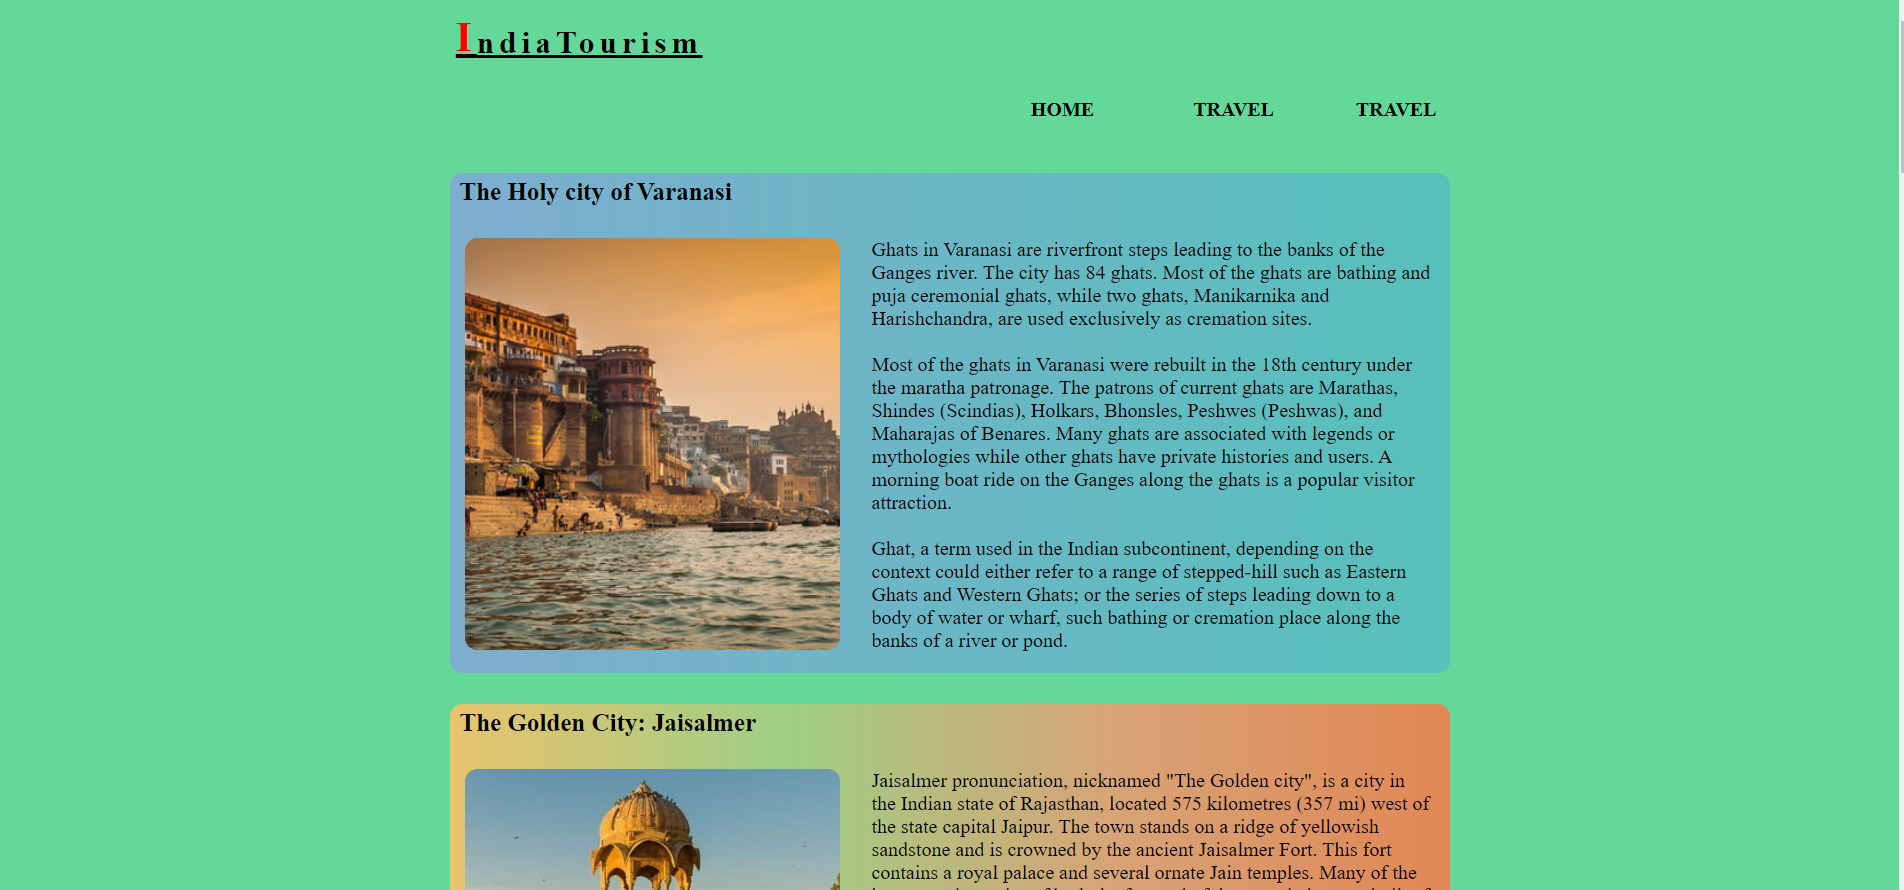 IndiaTourism
HOME TRAVEL TRAVEL
The Holy city of Varanasi
Ghats in Varanasi are riverfront steps leading to the banks of the
Ganges river. The city has 84 ghats. Most of the ghats are bathing and
puja ceremonial ghats, while two ghats, Manikarnika and
Harishchandra, are used exclusively as cremation sites.
Most of the ghats in Varanasi were rebuilt in the 18th century under
the maratha patronage. The patrons of current ghats are Marathas,
Shindes (Scindias), Holkars, Bhonsles, Peshwes (Peshwas), and
Maharajas of Benares. Many ghats are associated with legends or
mythologies while other ghats have private histories and users. A
morning boat ride on the Ganges along the ghats is a popular visitor
attraction.
Ghat, a term used in the Indian subcontinent, depending on the
context could either refer to a range of stepped-hill such as Eastern
Ghats and Western Ghats; or the series of steps leading down to a
body of water or wharf, such bathing or cremation place along the
banks of a river or pond.
The Golden City: Jaisalmer
Jaisalmer pronunciation, nicknamed "The Golden city", is a city in
the Indian state of Rajasthan, located 575 kilometres (357 mi) west of
the state capital Jaipur. The town stands on a ridge of yellowish
sandstone and is crowned by the ancient Jaisalmer Fort. This fort
contains a royal palace and several ornate Jain temples. Many of the